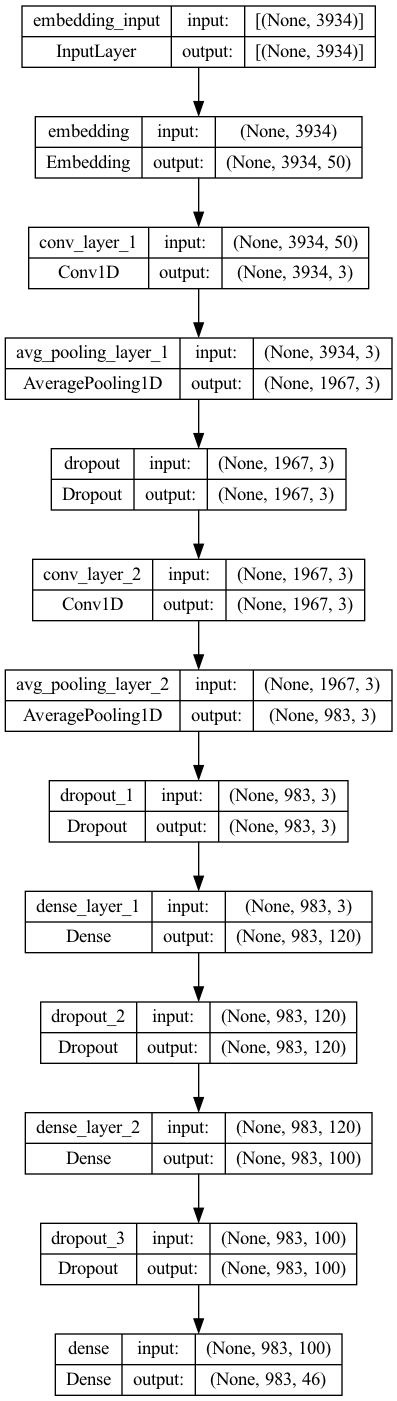 embedding_input input: [(None, 3934)]
InputLayer output: [(None, 3934)]
embedding input: (None, 3934)
Embedding output: (None, 3934, 50)
conv_layer_1 input: (None, 3934, 50)
Conv1D output: (None, 3934, 3)
avg_pooling_layer_1 input: (None, 3934, 3)
AveragePooling1D output: (None, 1967, 3)
dropout input: (None, 1967, 3)
Dropout output: (None, 1967, 3)
conv_layer_2 input: (None, 1967, 3)
Conv1D output: (None, 1967, 3)
avg_pooling_layer_2 input: (None, 1967, 3)
AveragePooling1D output: (None, 983, 3)
dropout_1 input: (None, 983, 3)
Dropout output: (None, 983, 3)
dense_layer_1 input: (None, 983, 3)
Dense output: (None, 983, 120)
dropout_2 input: (None, 983, 120)
Dropout output: (None, 983, 120)
dense_layer_2 input: (None, 983, 120)
Dense output: (None, 983, 100)
dropout_3 input: (None, 983, 100)
Dropout output: (None, 983, 100)
dense input: (None, 983, 100)
Dense output: (None, 983, 46)